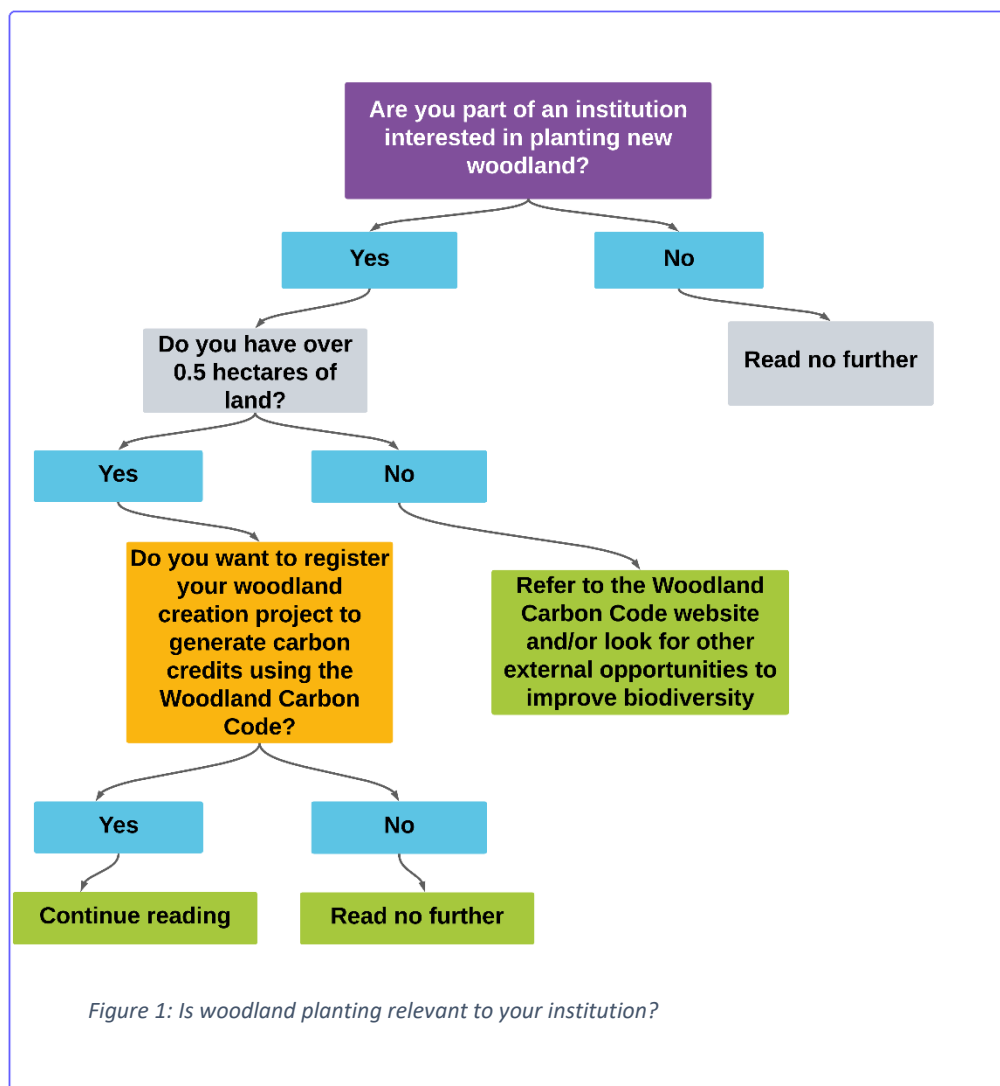 Are you part of an institution
interested in planting new
woodland?
Yes
No
Do you have over
0.5 hectares of
land?
Read no further
Yes
No
Do you want to register
your woodland
creation project to
generate carbon
credits using the
Woodland Carbon
Code?
Refer to the Woodland
Carbon Code website
and/or look for other
external opportunities to
improve biodiversity
Yes
No
Continue reading
Read no further
Figure 1: Is woodland planting relevant to your institution?